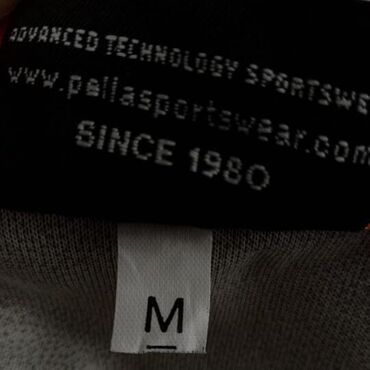 ADVANCED TECHNOLOGY SPORTSWE
www.pellasportswear.com
SINCE 1980
M